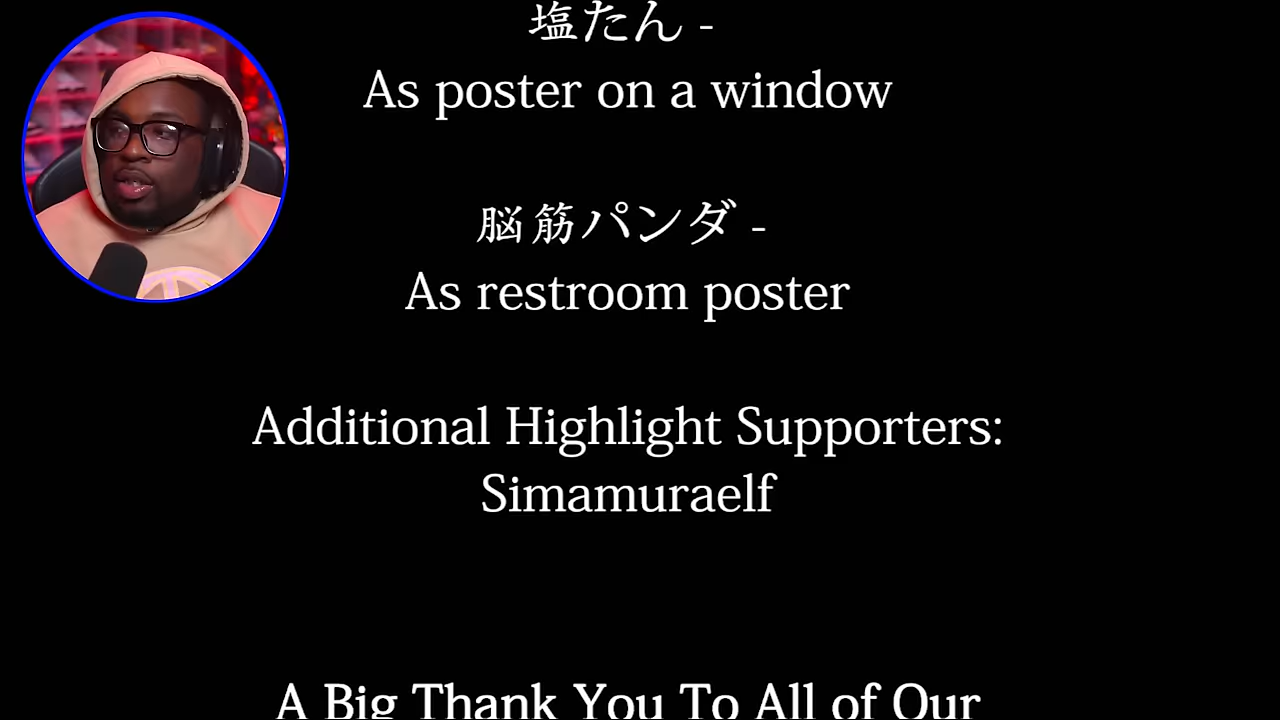 塩たん -
As poster on a window
脳筋パンダ -
As restroom poster
Additional Highlight Supporters:
Simamuraelf
A Big Thank You To All of Our